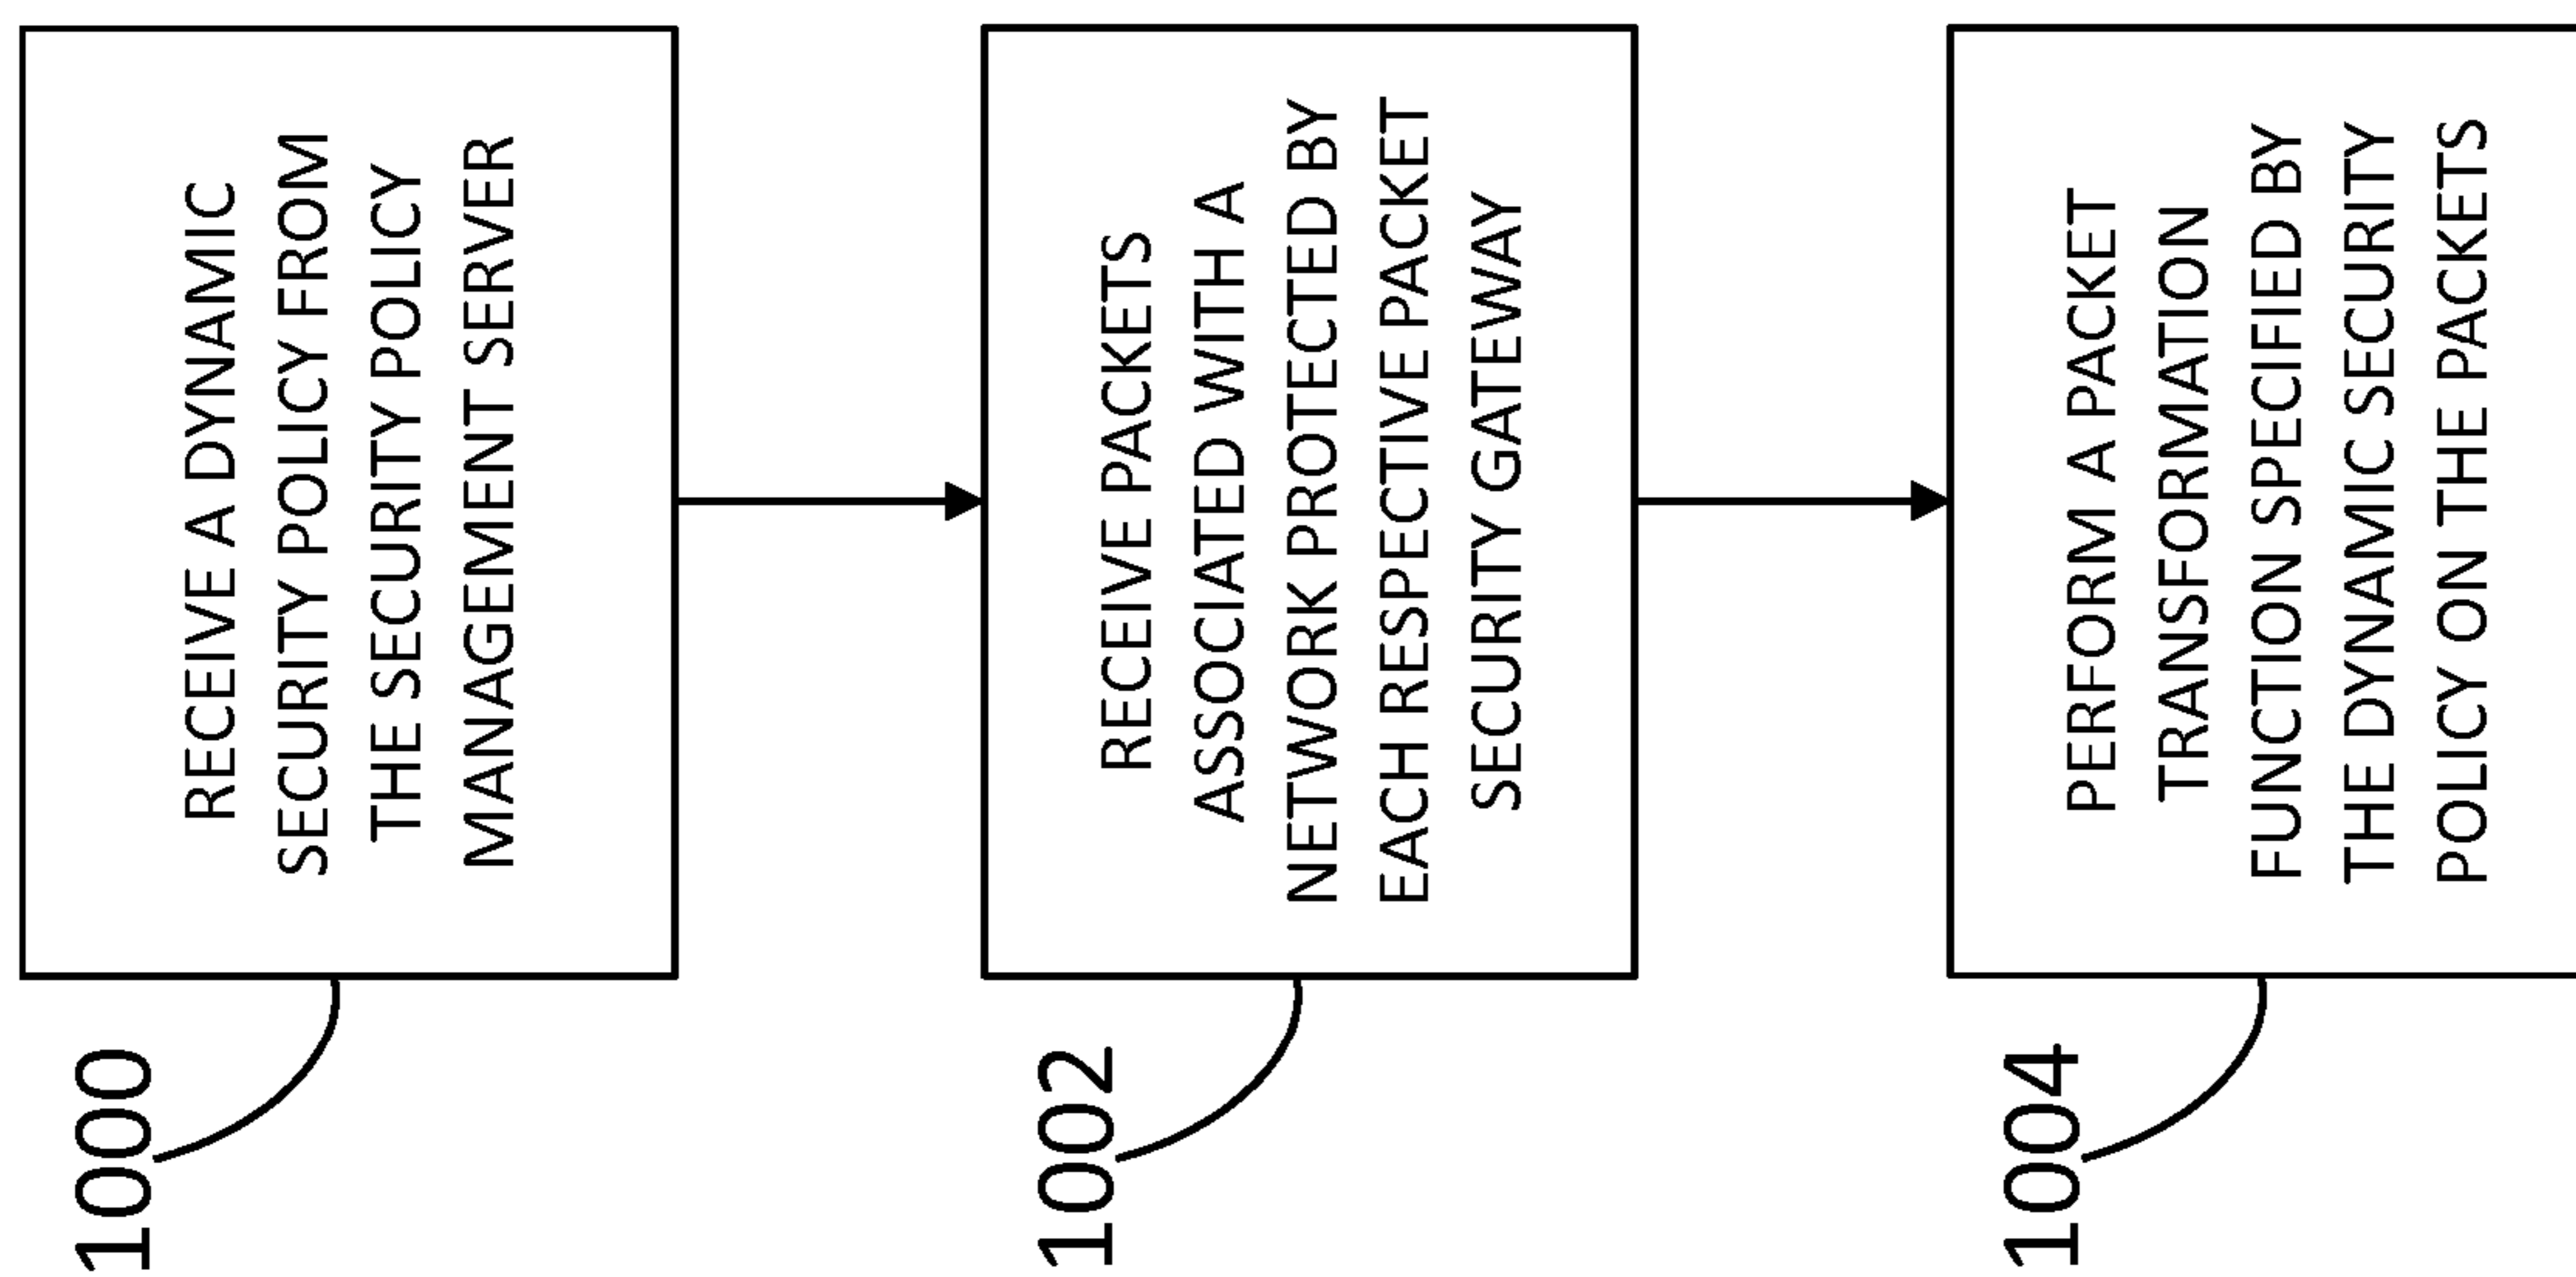 1000
RECEIVE A DYNAMIC
SECURITY POLICY FROM
THE SECURITY POLICY
MANAGEMENT SERVER
1002
RECEIVE PACKETS
ASSOCIATED WITH A
NETWORK PROTECTED BY
EACH RESPECTIVE PACKET
SECURITY GATEWAY
1004
PERFORM A PACKET
TRANSFORMATION
FUNCTION SPECIFIED BY
THE DYNAMIC SECURITY
POLICY ON THE PACKETS